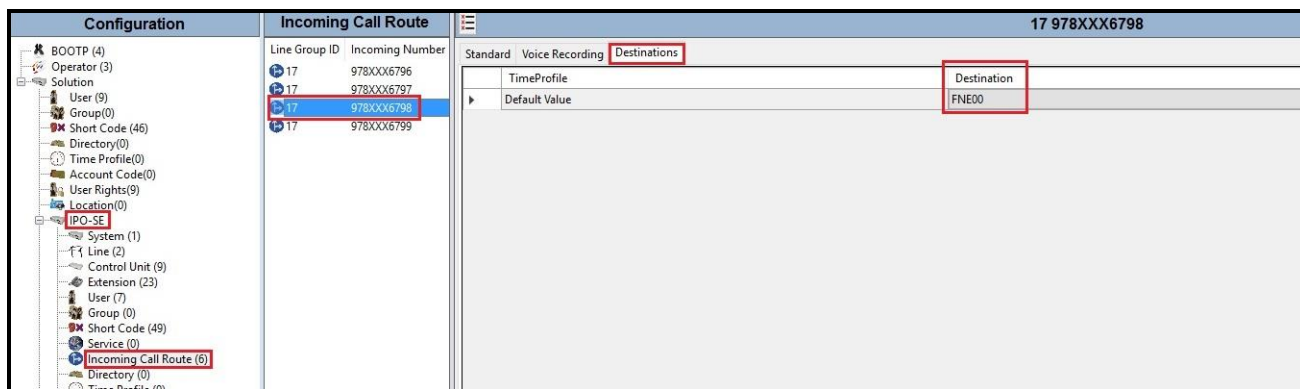 Configuration
BOOTP (4)
Operator (3)
Solution
User (9)
Group(0)
Short Code (46)
Directory(0)
Time Profile(0)
Account Code(0)
User Rights(9)
Location(0)
IPO-SE
System (1)
Line (2)
Control Unit (9)
Extension (23)
User (7)
Group (0)
Short Code (49)
Service (0)
Incoming Call Route (6)
Directory (0)
Time Profile (0)
Incoming Call Route
Line Group ID Incoming Number
17 978XXX6796
17 978XXX6797
17 978XXX6798
17 978XXX6799
17 978XXX6798
Standard Voice Recording Destinations
TimeProfile Destination
Default Value FNE00